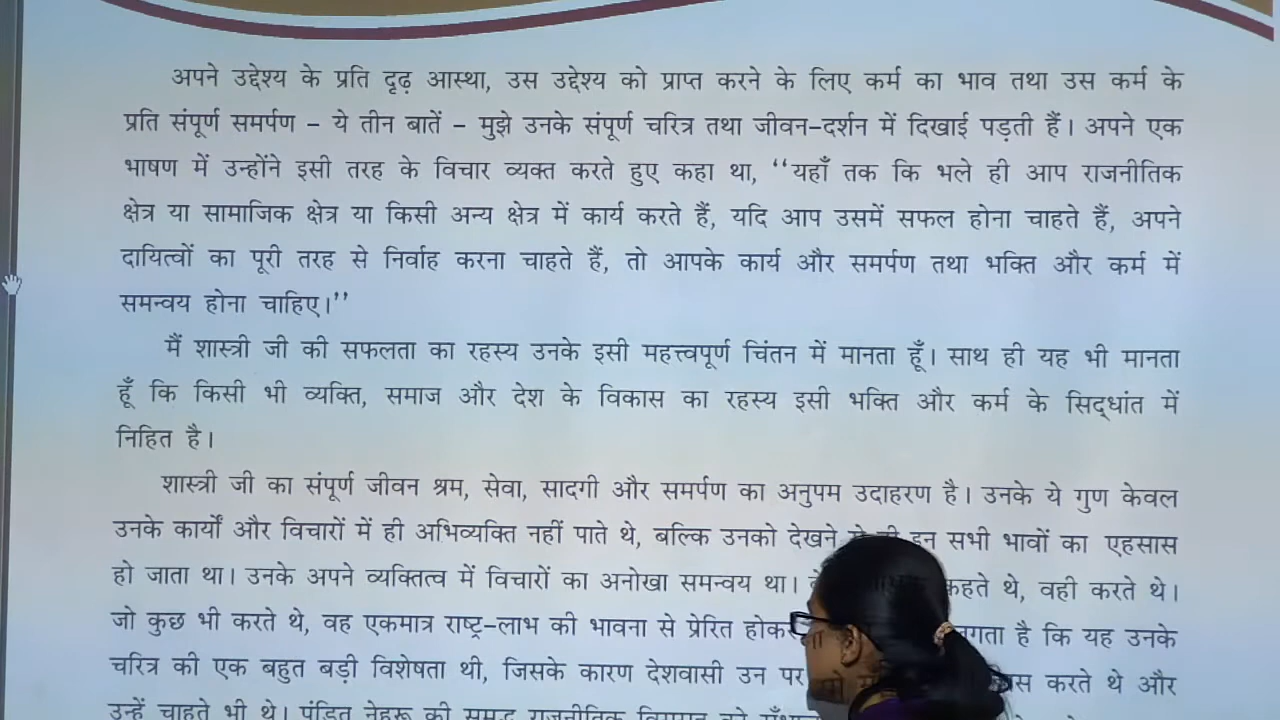 अपने उद्देश्य के प्रति दृढ़ आस्था, उस उद्देश्य को प्राप्त करने के लिए कर्म का भाव तथा उस कर्म के
प्रति संपूर्ण समर्पण – ये तीन बातें – मुझे उनके संपूर्ण चरित्र तथा जीवन-दर्शन में दिखाई पड़ती हैं। अपने एक
भाषण में उन्होंने इसी तरह के विचार व्यक्त करते हुए कहा था, ‘‘यहाँ तक कि भले ही आप राजनीतिक
क्षेत्र या सामाजिक क्षेत्र या किसी अन्य क्षेत्र में कार्य करते हैं, यदि आप उसमें सफल होना चाहते हैं, अपने
दायित्वों का पूरी तरह से निर्वाह करना चाहते हैं, तो आपके कार्य और समर्पण तथा भक्ति और कर्म में
समन्वय होना चाहिए।’’
मैं शास्त्री जी की सफलता का रहस्य उनके इसी महत्त्वपूर्ण चिंतन में मानता हूँ। साथ ही यह भी मानता
हूँ कि किसी भी व्यक्ति, समाज और देश के विकास का रहस्य इसी भक्ति और कर्म के सिद्धांत में
निहित है।
शास्त्री जी का संपूर्ण जीवन श्रम, सेवा, सादगी और समर्पण का अनुपम उदाहरण है। उनके ये गुण केवल
उनके कार्यों और विचारों में ही अभिव्यक्ति नहीं पाते थे, बल्कि उनको देखने इन सभी भावों का एहसास
हो जाता था। उनके अपने व्यक्तित्व में विचारों का अनोखा समन्वय था। कहते थे, वही करते थे।
जो कुछ भी करते थे, वह एकमात्र राष्ट्र-लाभ की भावना से प्रेरित होकर है कि यह उनके
चरित्र की एक बहुत बड़ी विशेषता थी, जिसके कारण देशवासी उन पर करते थे और
उन्हें चाहते भी थे। पंडित नेहरू की समृद्ध राजनीतिक